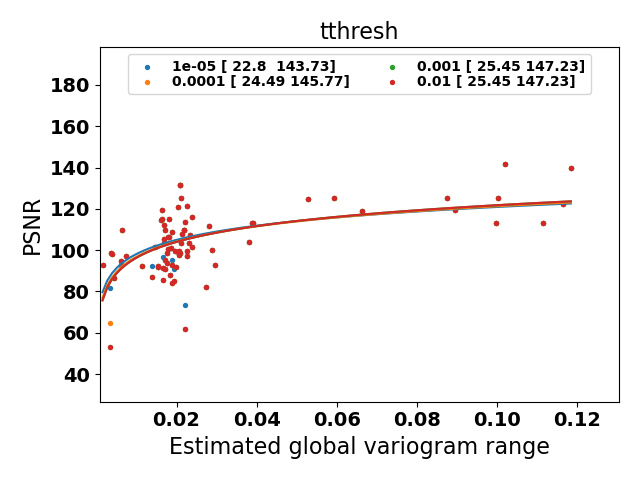 tthresh
1e-05 [ 22.8  143.73]
0.0001 [ 24.49 145.77]
0.001 [ 25.45 147.23]
0.01 [ 25.45 147.23]
PSNR
180
160
140
120
100
80
60
40
0.02 0.04 0.06 0.08 0.10 0.12
Estimated global variogram range